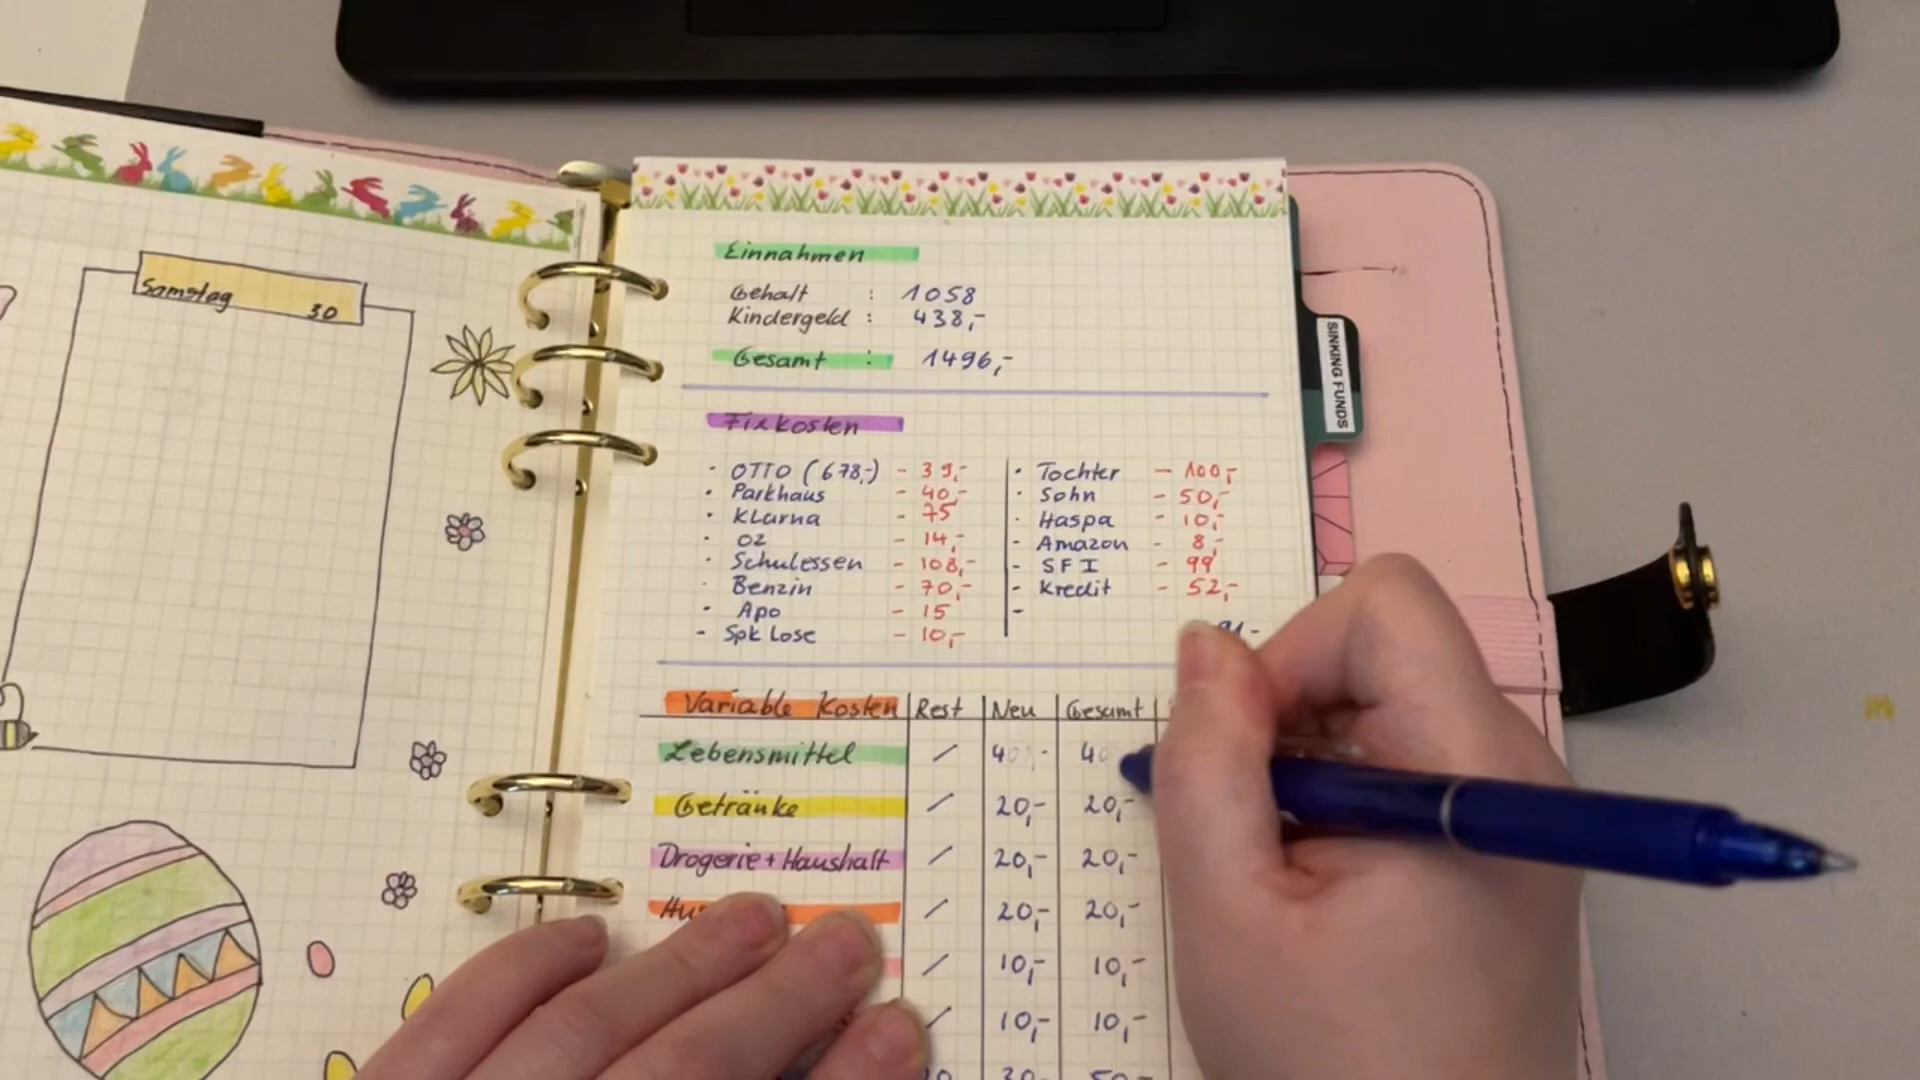 Samstag 30
Einnahmen
Gehalt : 1058
Kindergeld : 438,-
Gesamt : 1496,-
Fixkosten
· OTTO (678,-) - 39,-
· Parkhaus - 40,-
· Klarna - 75
· O2 - 14,-
· Schulessen - 108,-
· Benzin - 70,-
· Apo - 15
- Spk Lose - 10,-
· Tochter - 100,-
· Sohn - 50,-
· Haspa - 10,-
- Amazon - 8,-
- SFI - 99
- Kredit - 52,-
-
Variable Kosten Rest Neu Gesamt
Lebensmittel /
Getränke / 20,- 20,-
Drogerie + Haushalt / 20,- 20,-
/ 20,- 20,-
/ 10,- 10,-
/ 10,- 10,-
SINKING FUNDS